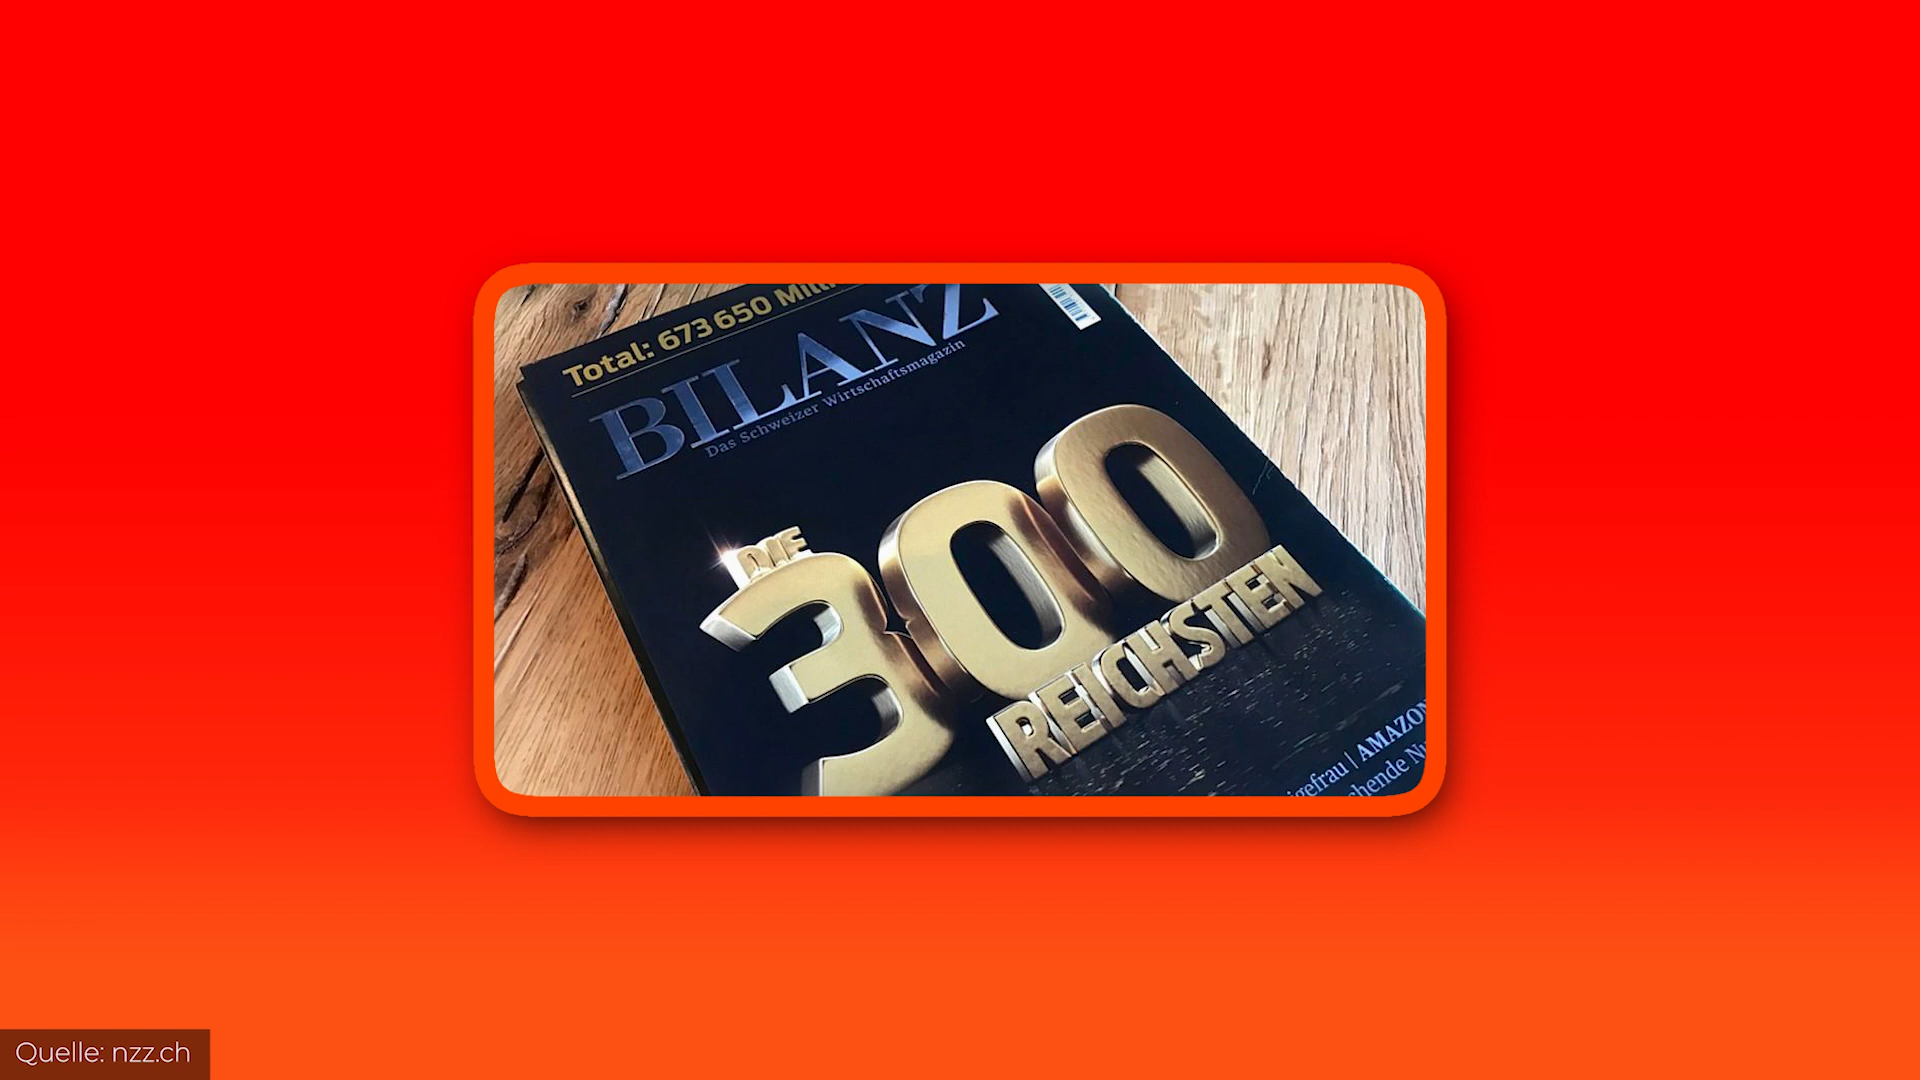 Total: 673 650
BILANZ
Das Schweizer Wirtschaftsmagazin
DIE
300
REICHSTEN
AMAZON
Quelle: nzz.ch